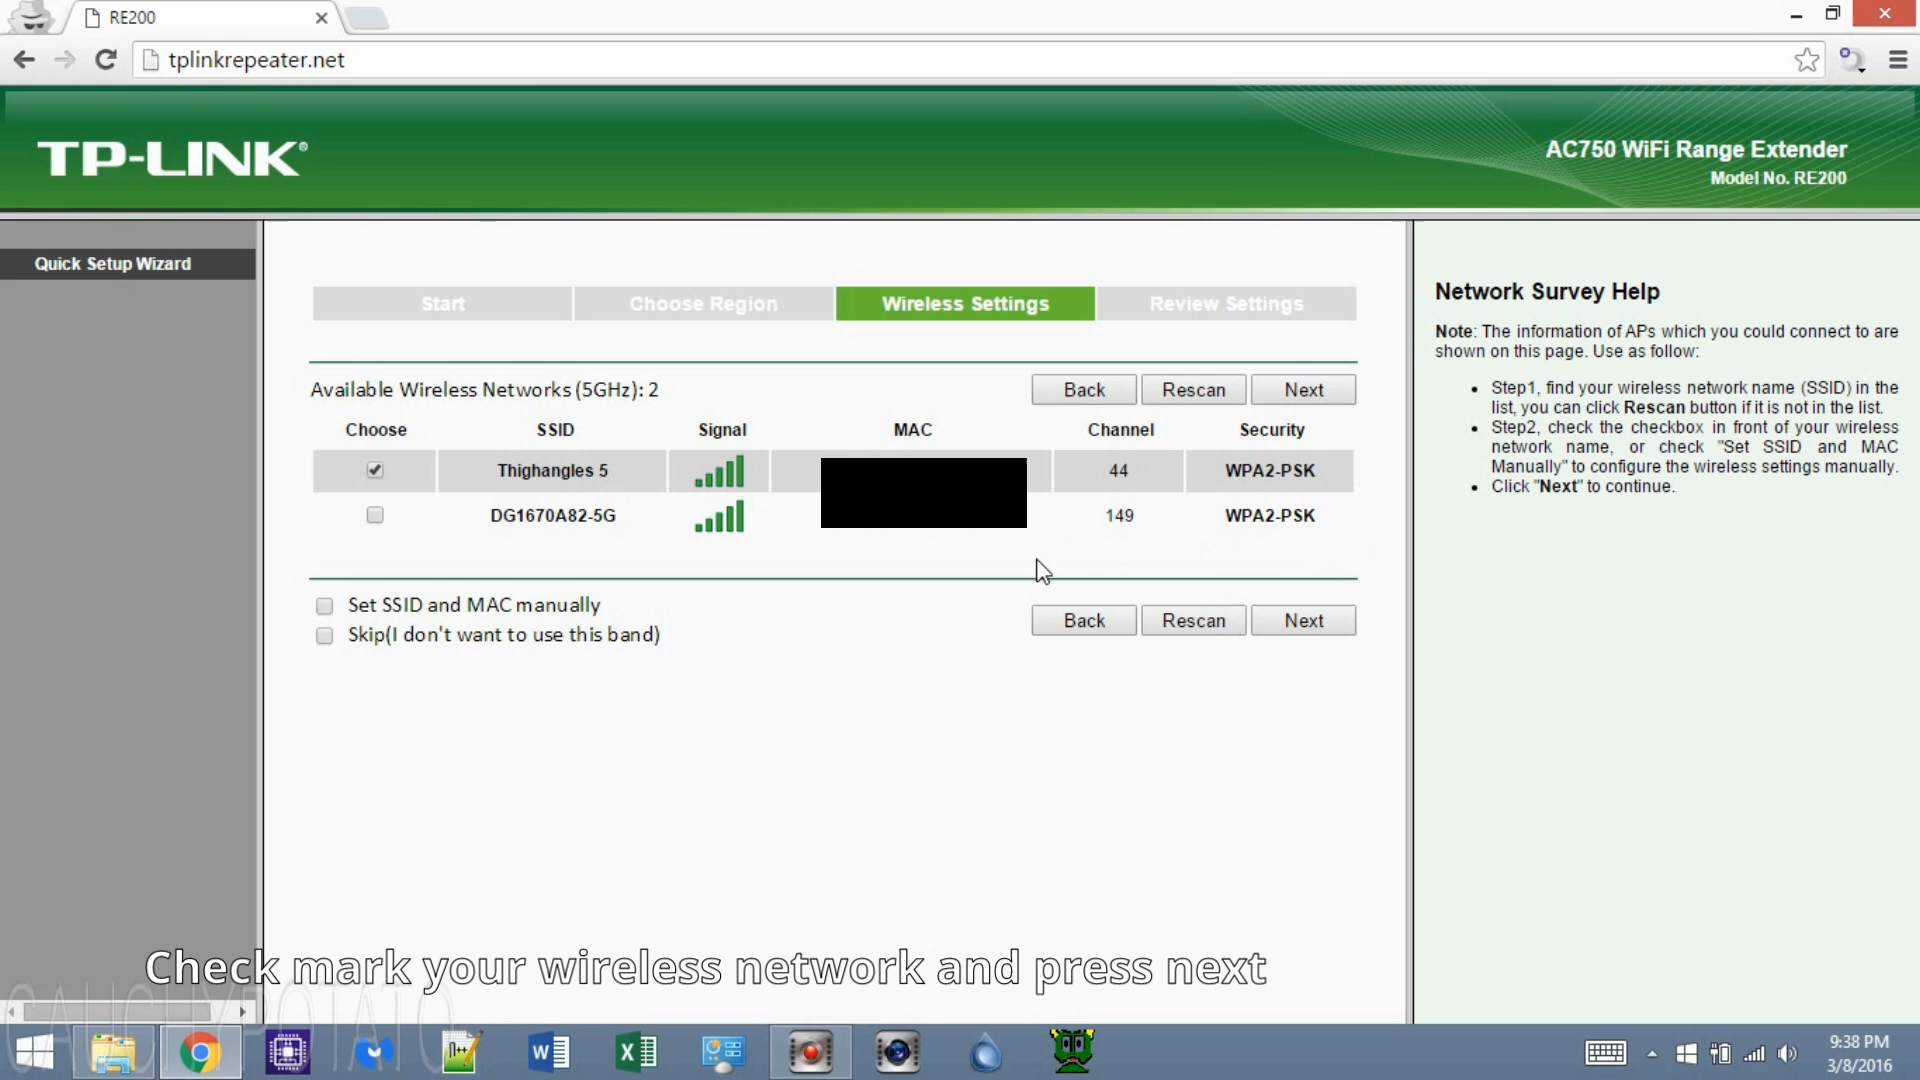 RE200
tplinkrepeater.net
TP-LINK®
AC750 WiFi Range Extender
Model No. RE200
Quick Setup Wizard
Start Choose Region Wireless Settings Review Settings
Available Wireless Networks (5GHz): 2 Back Rescan Next
Choose SSID Signal MAC Channel Security
Thighangles 5 44 WPA2-PSK
DG1670A82-5G 149 WPA2-PSK
Set SSID and MAC manually
Skip(I don't want to use this band)
Back Rescan Next
Network Survey Help
Note: The information of APs which you could connect to are
shown on this page. Use as follow:
• Step1, find your wireless network name (SSID) in the
list, you can click Rescan button if it is not in the list.
• Step2, check the checkbox in front of your wireless
network name, or check "Set SSID and MAC
Manually" to configure the wireless settings manually.
• Click "Next" to continue.
Check mark your wireless network and press next
9:38 PM
3/8/2016